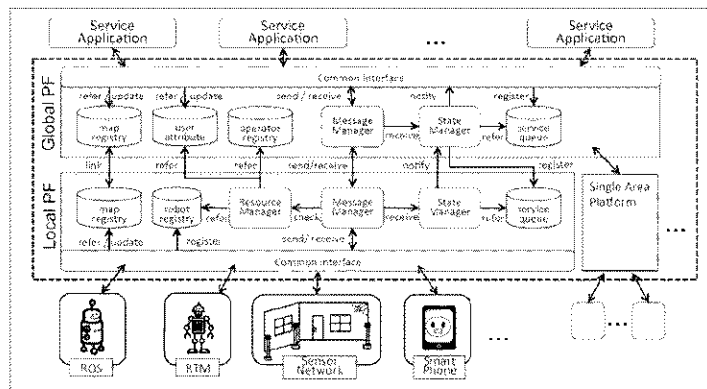 Service Application
Service Application
...
Service Application
Global PF
Common Interface
refer / update
refer / update
send / receive
notify
register
map registry
user attribute
operator registry
Message Manager
receive
State Manager
refer
service queue
link
refer
refer
send/receive
notify
register
Local PF
map registry
robot registry
refer
Resource Manager
check
Message Manager
receive
State Manager
refer
service queue
Single Area Platform
...
refer / update
register
send/ receive
Common Interface
ROS
RTM
Sensor Network
Smart Phone
...
...